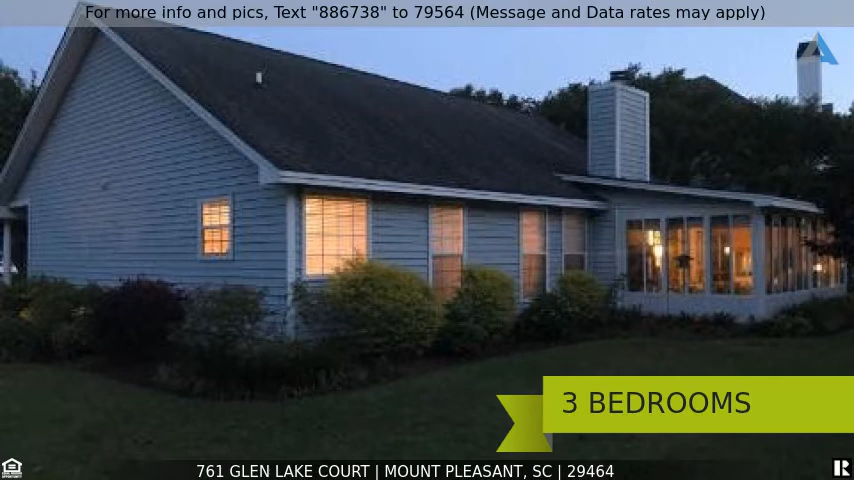 For more info and pics, Text "886738" to 79564 (Message and Data rates may apply)
3 BEDROOMS
761 GLEN LAKE COURT | MOUNT PLEASANT, SC | 29464